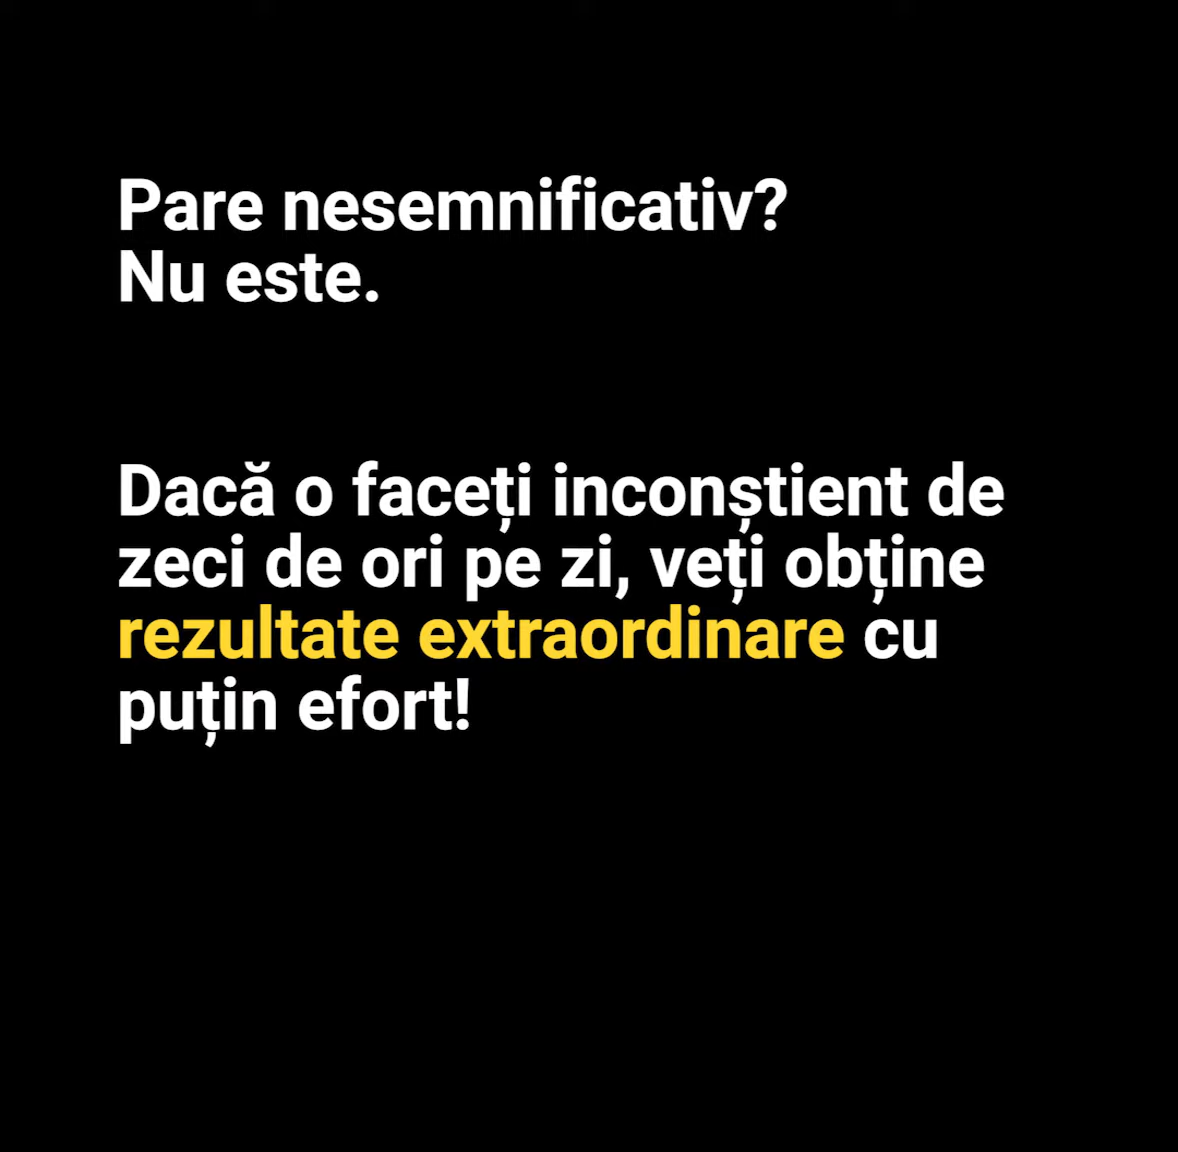 Pare nesemnificativ?
Nu este.
Dacă o faceți inconștient de
zeci de ori pe zi, veți obține
rezultate extraordinare cu
puțin efort!